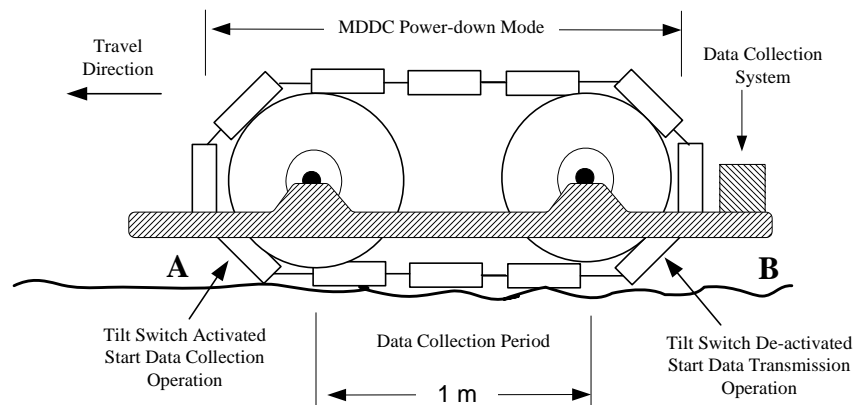 MDDC Power-down Mode
Travel
Direction
Data Collection
System
A
B
Tilt Switch Activated
Start Data Collection
Operation
Data Collection Period
Tilt Switch De-activated
Start Data Transmission
Operation
1 m